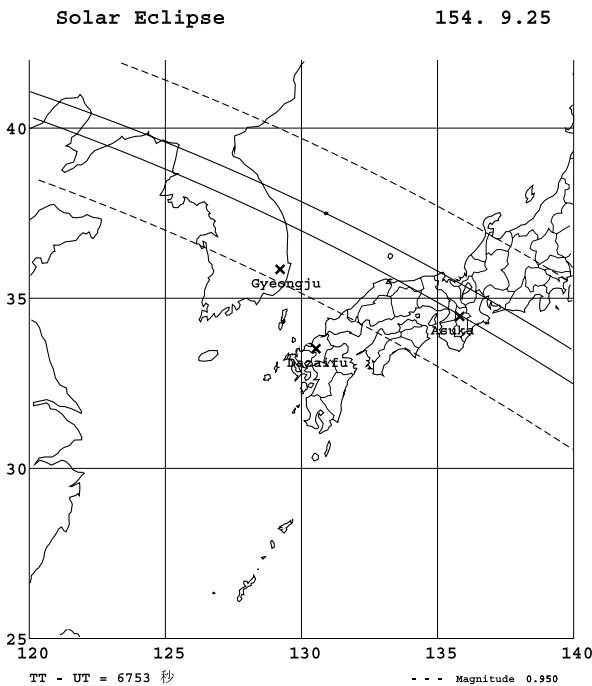 Solar Eclipse 154. 9.25
40
Gyeongju
35
Asuka
Dazaifu
30
25
120 125 130 135 140
TT - UT = 6753 秒 - - - Magnitude 0.950